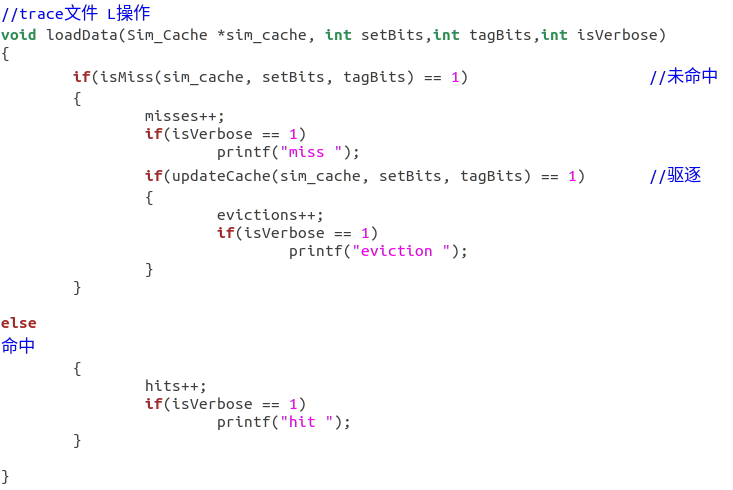 //trace文件 L操作
void loadData(Sim_Cache *sim_cache, int setBits,int tagBits,int isVerbose)
{
if(isMiss(sim_cache, setBits, tagBits) == 1) //未命中
{
misses++;
if(isVerbose == 1)
printf("miss ");
if(updateCache(sim_cache, setBits, tagBits) == 1) //驱逐
{
evictions++;
if(isVerbose == 1)
printf("eviction ");
}
}
else
命中
{
hits++;
if(isVerbose == 1)
printf("hit ");
}
}